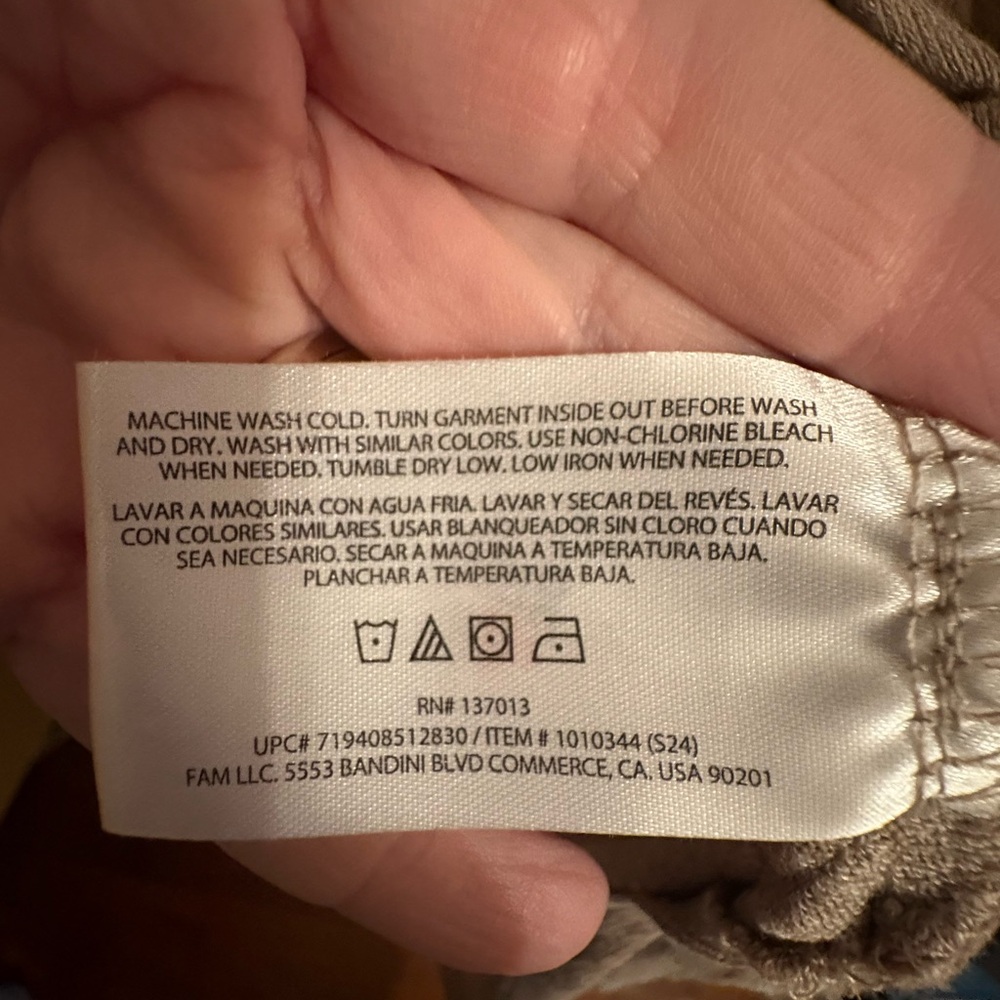 MACHINE WASH COLD. TURN GARMENT INSIDE OUT BEFORE WASH
AND DRY. WASH WITH SIMILAR COLORS. USE NON-CHLORINE BLEACH
WHEN NEEDED. TUMBLE DRY LOW. LOW IRON WHEN NEEDED.
LAVAR A MAQUINA CON AGUA FRIA. LAVAR Y SECAR DEL REVÉS. LAVAR
CON COLORES SIMILARES. USAR BLANQUEADOR SIN CLORO CUANDO
SEA NECESARIO. SECAR A MAQUINA A TEMPERATURA BAJA.
PLANCHAR A TEMPERATURA BAJA.
RN# 137013
UPC# 719408512830 / ITEM # 1010344 (S24)
FAM LLC. 5553 BANDINI BLVD COMMERCE, CA. USA 90201